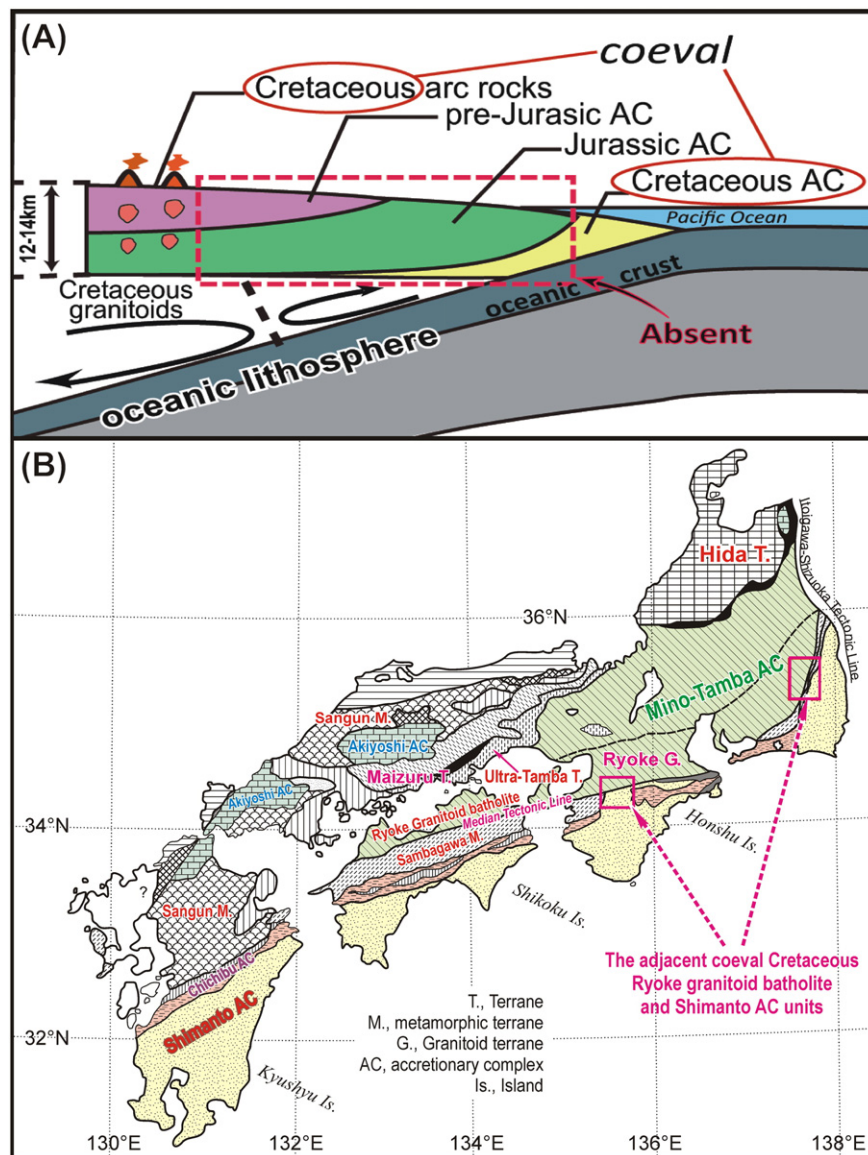 (A)
coeval
Cretaceous arc rocks
pre-Jurasic AC
Jurassic AC
Cretaceous AC
Pacific Ocean
12-14km
Cretaceous
granitoids
oceanic crust
Absent
oceanic lithosphere
(B)
Hida T.
Itoigawa-Shizuoka Tectonic Line
36°N
Mino-Tamba AC
Sangun M.
Akiyoshi AC
Maizuru T.
Ultra-Tamba T.
Ryoke G.
Akiyoshi AC
Ryoke Granitoid batholite
Median Tectonic Line
34°N
Sambagawa M.
Honshu Is.
?
Shikoku Is.
Sangun M.
Chichibu AC
The adjacent coeval Cretaceous
Ryoke granitoid batholite
and Shimanto AC units
Shimanto AC
T., Terrane
M., metamorphic terrane
G., Granitoid terrane
AC, accretionary complex
Is., Island
32°N
Kyushyu Is.
130°E 132°E 134°E 136°E 138°E